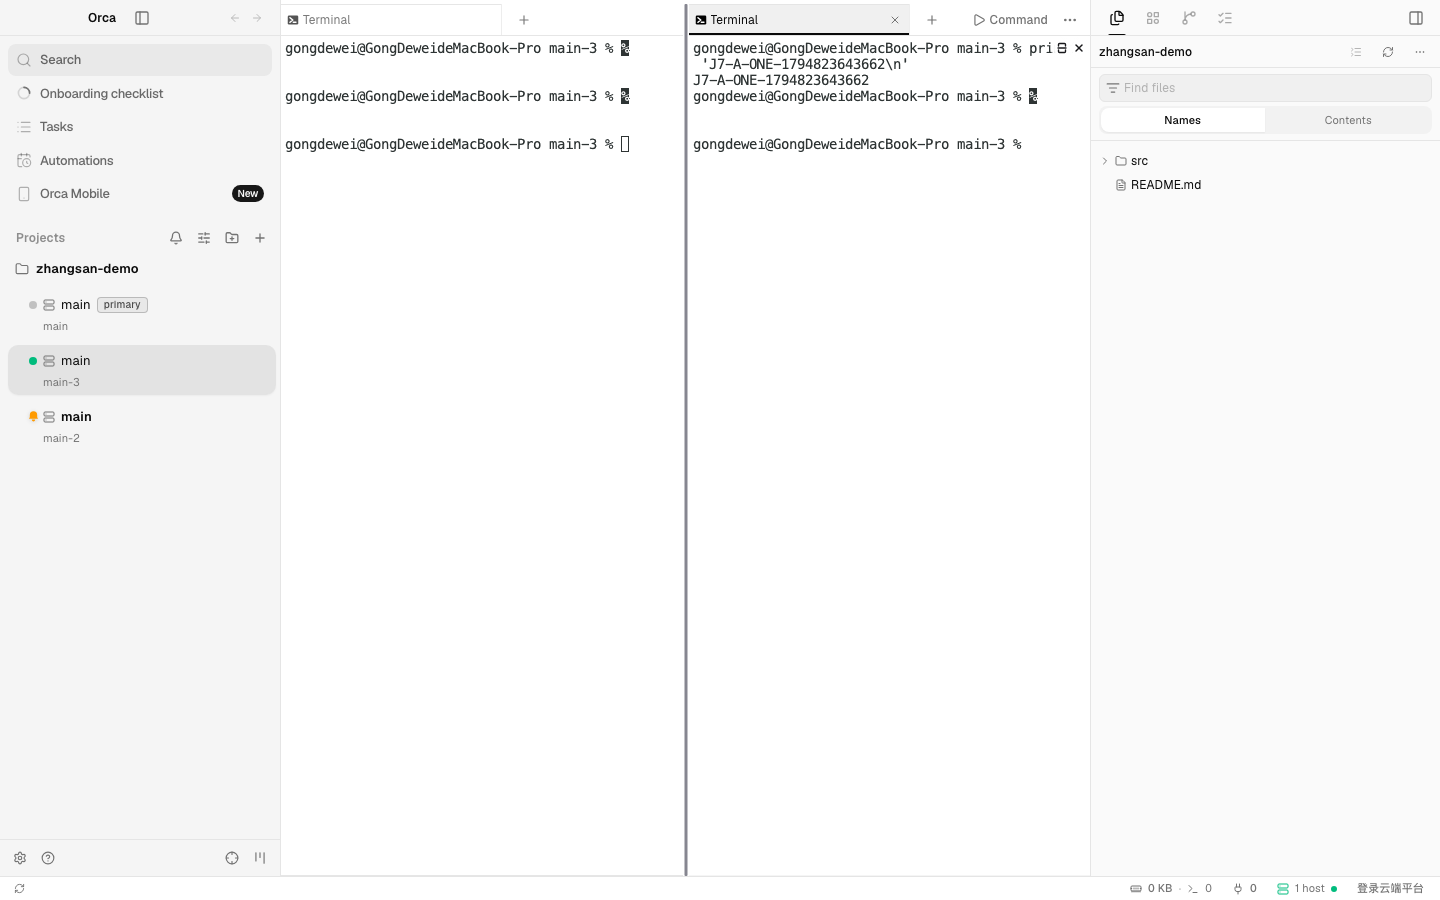 Orca
Search
Onboarding checklist
Tasks
Automations
Orca Mobile
New
Projects
zhangsan-demo
main
primary
main
main
main-3
main
main-2
Terminal
gongdewei@GongDeweideMacBook-Pro main-3 % %
gongdewei@GongDeweideMacBook-Pro main-3 % %
gongdewei@GongDeweideMacBook-Pro main-3 %
Terminal
Command
gongdewei@GongDeweideMacBook-Pro main-3 % pri
'J7-A-ONE-1794823643662\n'
J7-A-ONE-1794823643662
gongdewei@GongDeweideMacBook-Pro main-3 % %
gongdewei@GongDeweideMacBook-Pro main-3 %
zhangsan-demo
Find files
Names
Contents
src
README.md
0 KB · 0
0
1 host
登录云端平台